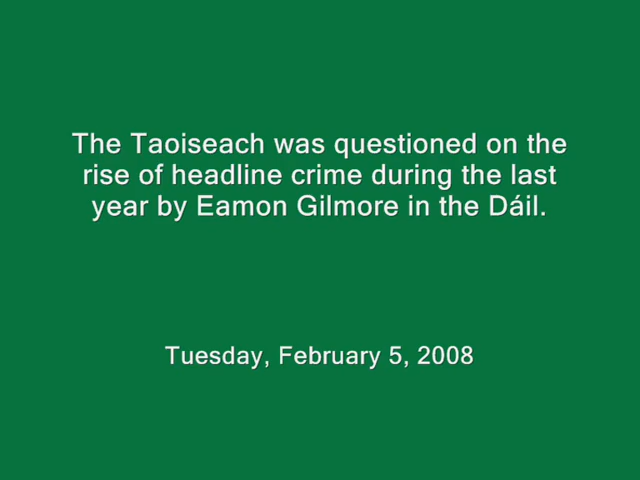 The Taoiseach was questioned on the
rise of headline crime during the last
year by Eamon Gilmore in the Dáil.
Tuesday, February 5, 2008